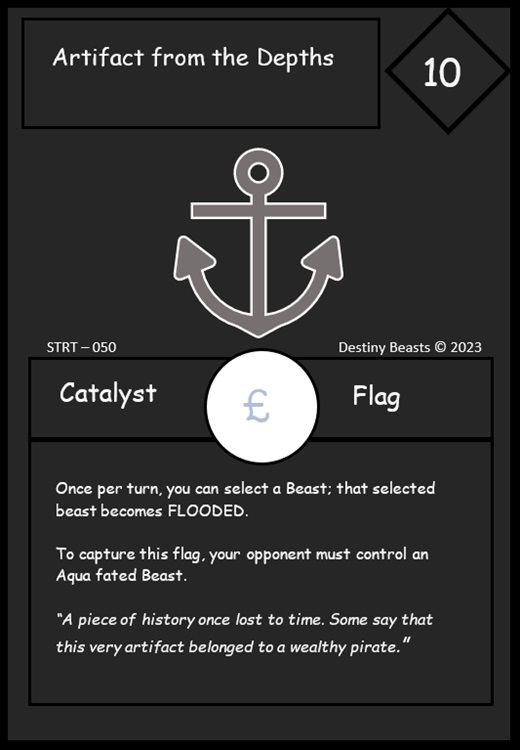 Artifact from the Depths
10
STRT – 050
Destiny Beasts © 2023
Catalyst
£
Flag
Once per turn, you can select a Beast; that selected
beast becomes FLOODED.
To capture this flag, your opponent must control an
Aqua fated Beast.
“A piece of history once lost to time. Some say that
this very artifact belonged to a wealthy pirate.”